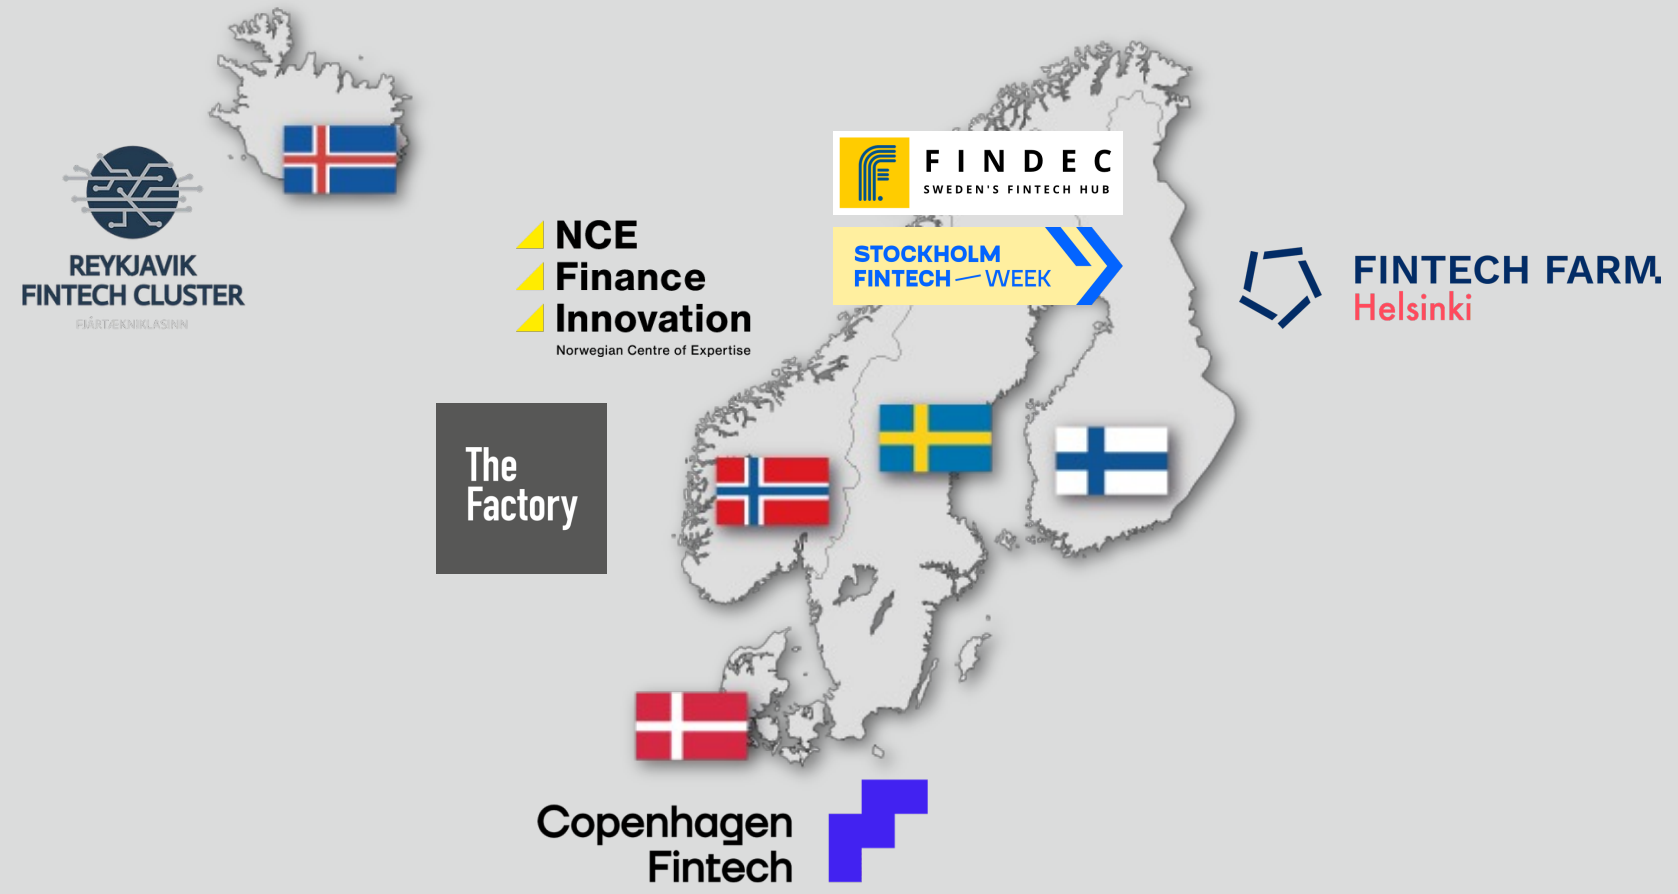 REYKJAVIK
FINTECH CLUSTER
FJÁRTÆKNIKLASINN
NCE
Finance
Innovation
Norwegian Centre of Expertise
The
Factory
FINDEC
SWEDEN'S FINTECH HUB
STOCKHOLM
FINTECH — WEEK
FINTECH FARM.
Helsinki
Copenhagen
Fintech